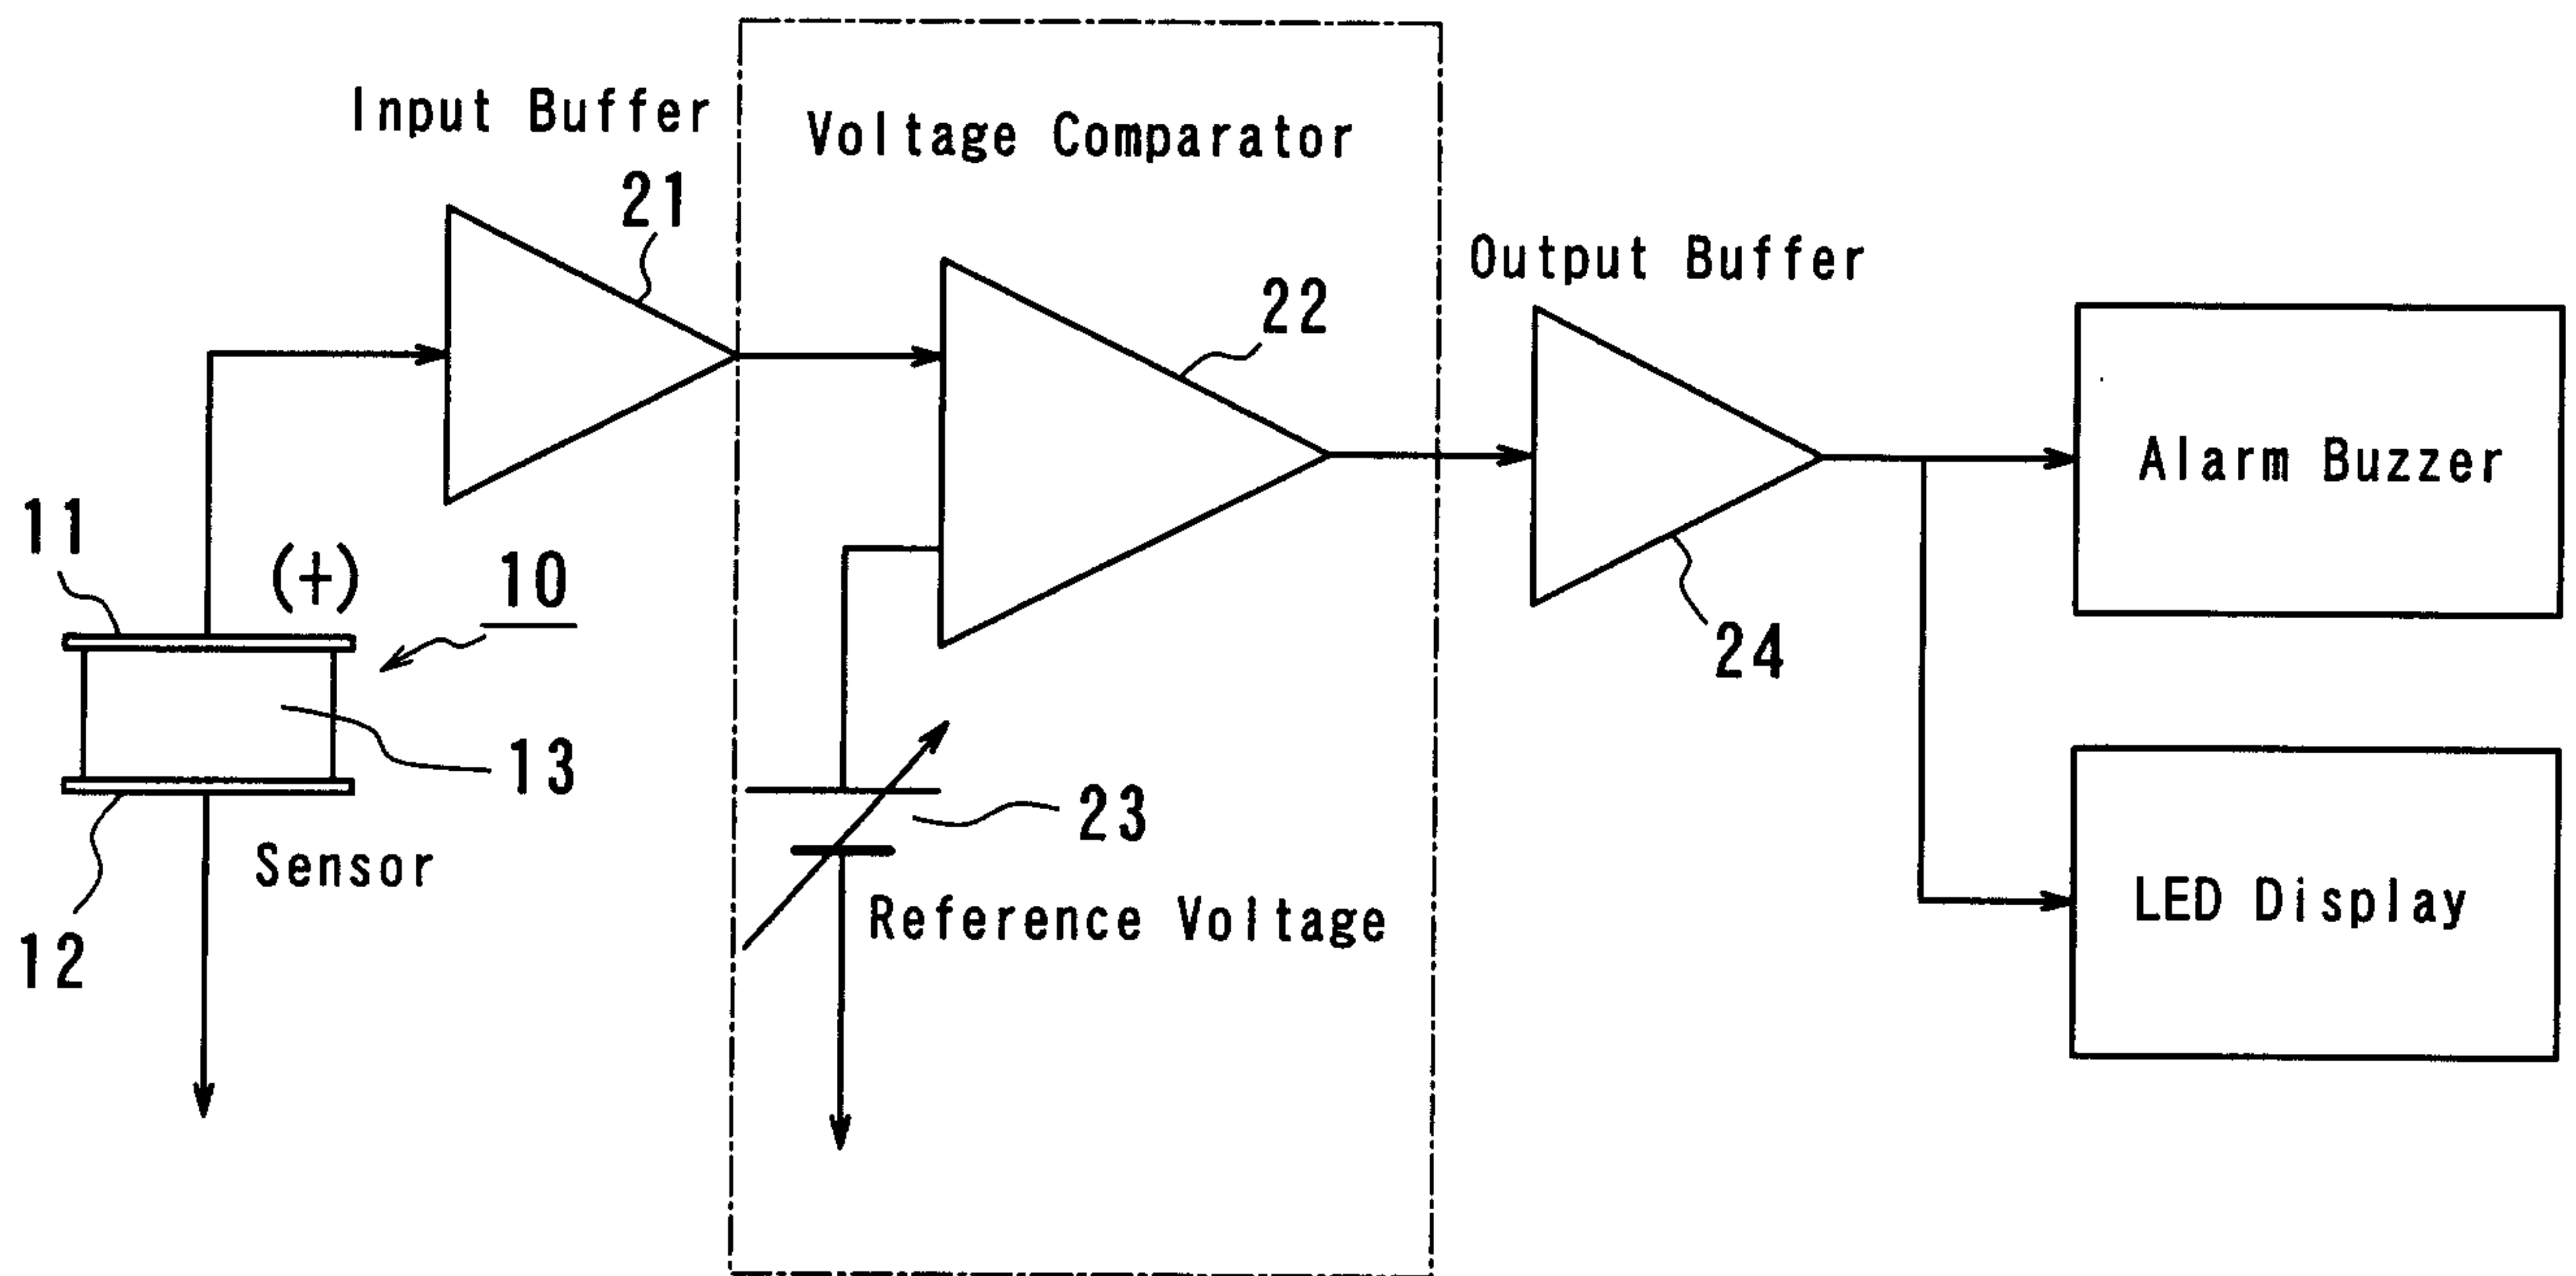 Input Buffer
Voltage Comparator
21
Output Buffer
22
Alarm Buzzer
11
(+)
10
24
13
23
Sensor
LED Display
Reference Voltage
12